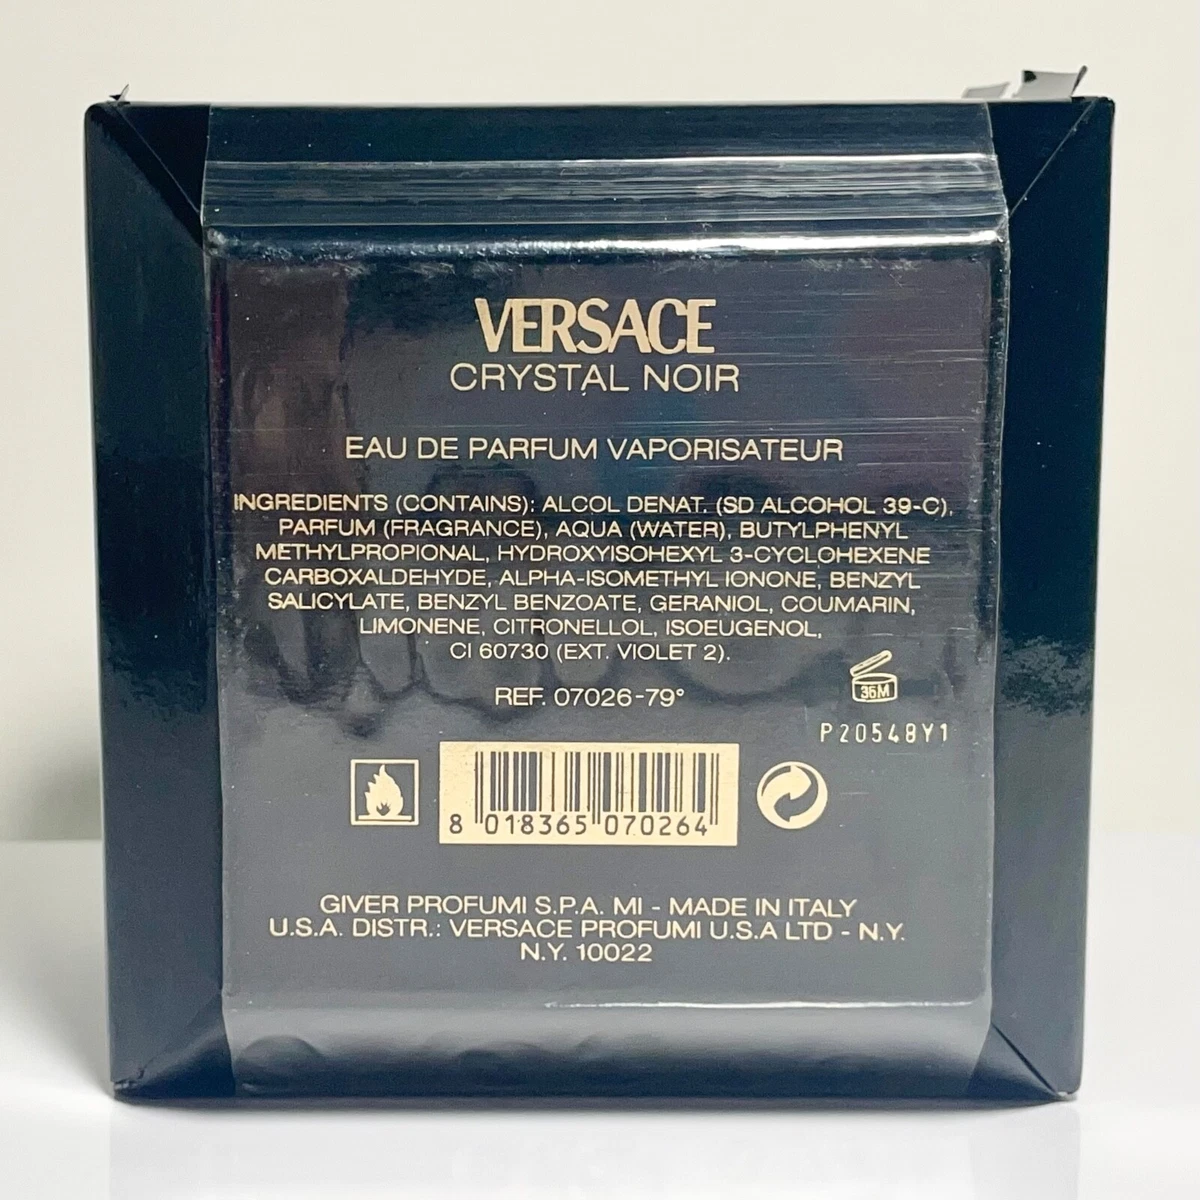 VERSACE
CRYSTAL NOIR
EAU DE PARFUM VAPORISATEUR
INGREDIENTS (CONTAINS): ALCOL DENAT. (SD ALCOHOL 39-C),
PARFUM (FRAGRANCE), AQUA (WATER), BUTYLPHENYL
METHYLPROPIONAL, HYDROXYISOHEXYL 3-CYCLOHEXENE
CARBOXALDEHYDE, ALPHA-ISOMETHYL IONONE, BENZYL
SALICYLATE, BENZYL BENZOATE, GERANIOL, COUMARIN,
LIMONENE, CITRONELLOL, ISOEUGENOL,
CI 60730 (EXT. VIOLET 2).
36M
REF. 07026-79°
P20548Y1
8 018365 070264
GIVER PROFUMI S.P.A. MI - MADE IN ITALY
U.S.A. DISTR.: VERSACE PROFUMI U.S.A LTD - N.Y.
N.Y. 10022